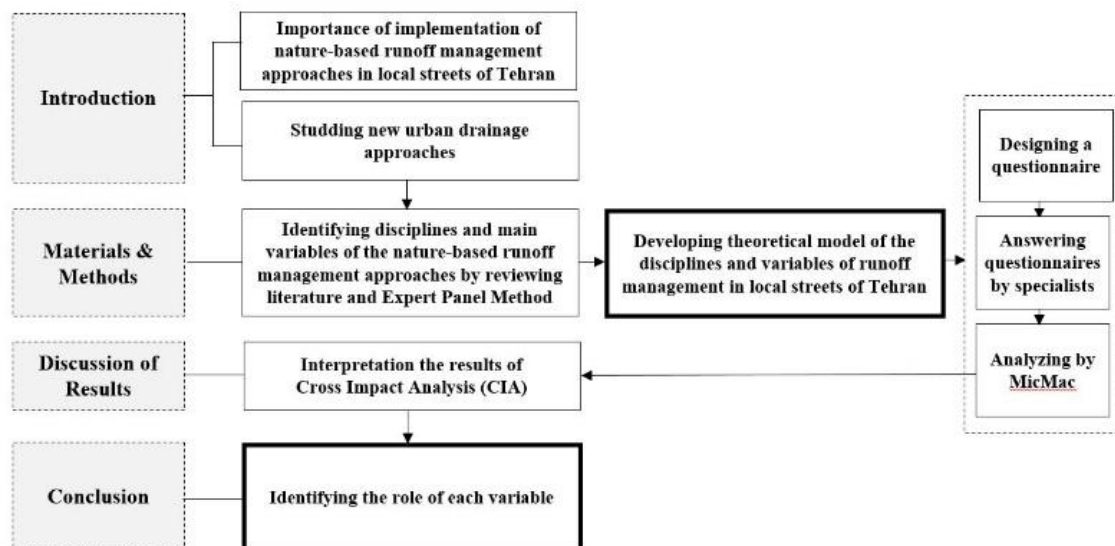 Introduction
Importance of implementation of
nature-based runoff management
approaches in local streets of Tehran
Studding new urban drainage
approaches
Materials &
Methods
Identifying disciplines and main
variables of the nature-based runoff
management approaches by reviewing
literature and Expert Panel Method
Developing theoretical model of the
disciplines and variables of runoff
management in local streets of Tehran
Designing a
questionnaire
Answering
questionnaires
by specialists
Analyzing by
MicMac
Discussion of
Results
Interpretation the results of
Cross Impact Analysis (CIA)
Conclusion
Identifying the role of each variable